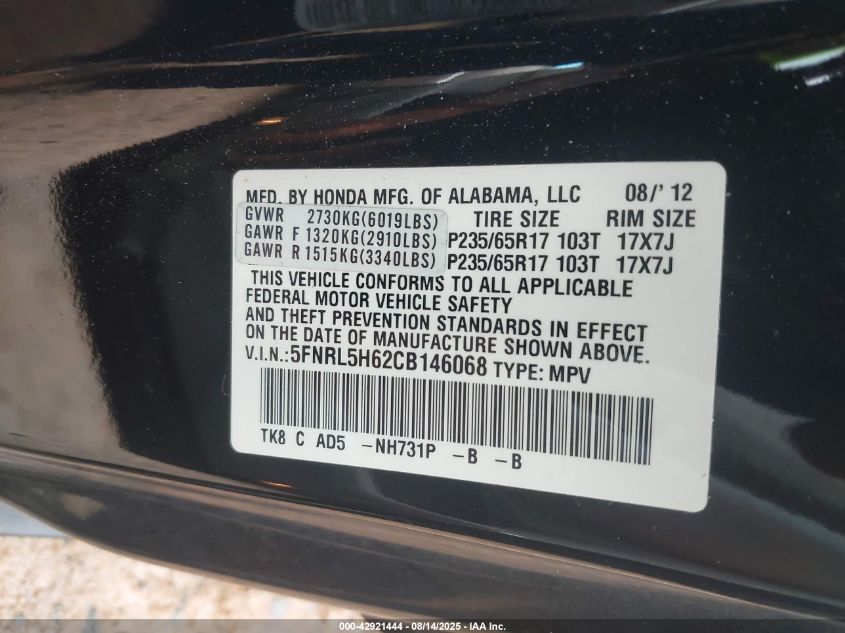 MFD. BY HONDA MFG. OF ALABAMA, LLC 08/' 12
GVWR 2730KG(6019LBS) TIRE SIZE RIM SIZE
GAWR F 1320KG(2910LBS) P235/65R17 103T 17X7J
GAWR R 1515KG(3340LBS) P235/65R17 103T 17X7J
THIS VEHICLE CONFORMS TO ALL APPLICABLE
FEDERAL MOTOR VEHICLE SAFETY
AND THEFT PREVENTION STANDARDS IN EFFECT
ON THE DATE OF MANUFACTURE SHOWN ABOVE.
V.I.N.:5FNRL5H62CB146068 TYPE: MPV
TK8 C AD5 -NH731P -B -B
000-42921444 - 08/14/2025 - IAA Inc.